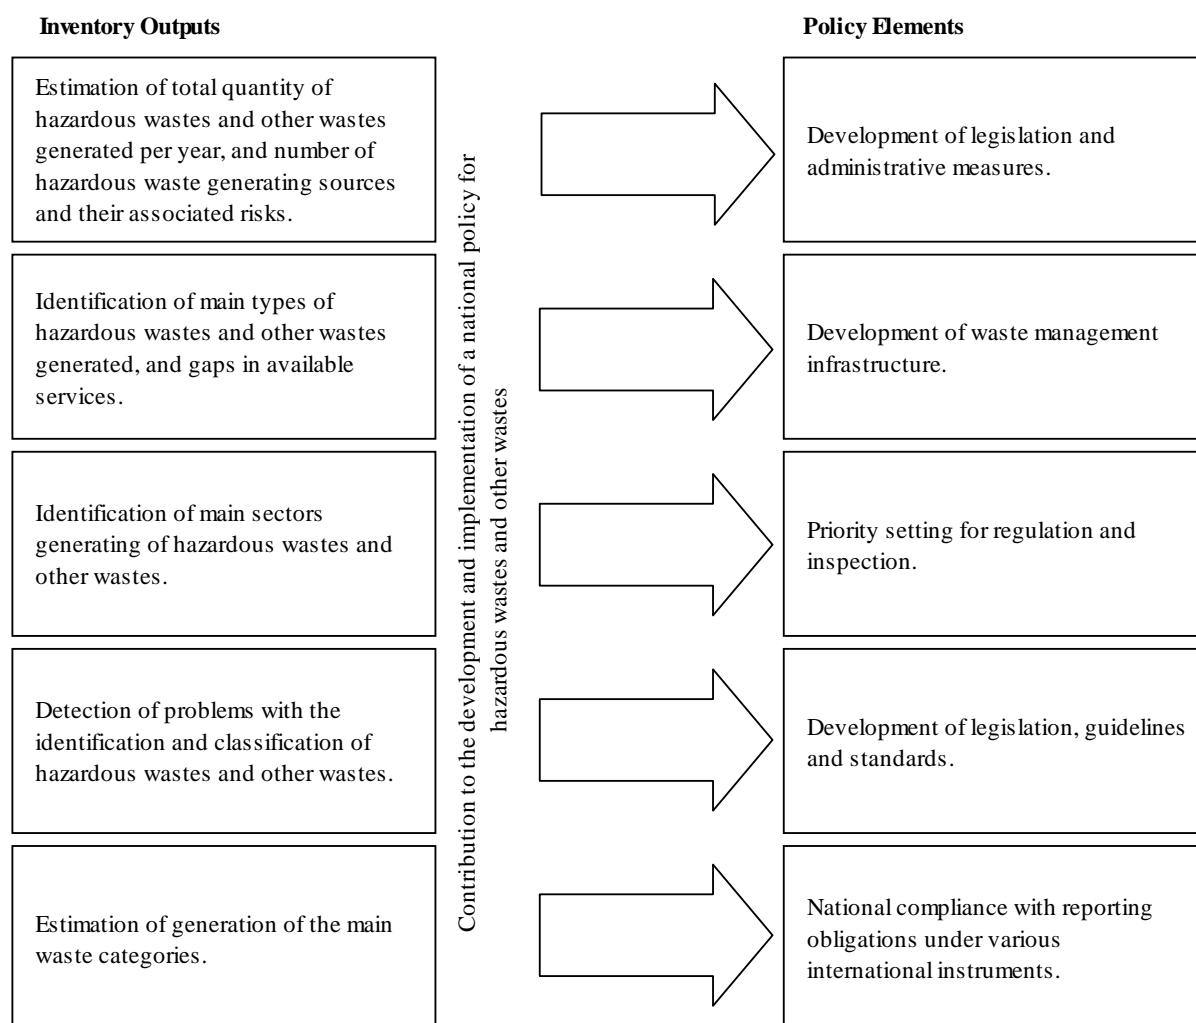 Inventory Outputs
Policy Elements
Estimation of total quantity of
hazardous wastes and other wastes
generated per year, and number of
hazardous waste generating sources
and their associated risks.
Development of legislation and
administrative measures.
Identification of main types of
hazardous wastes and other wastes
generated, and gaps in available
services.
Development of waste management
infrastructure.
Identification of main sectors
generating of hazardous wastes and
other wastes.
Priority setting for regulation and
inspection.
Detection of problems with the
identification and classification of
hazardous wastes and other wastes.
Development of legislation, guidelines
and standards.
Estimation of generation of the main
waste categories.
National compliance with reporting
obligations under various
international instruments.
Contribution to the development and implementation of a national policy for
hazardous wastes and other wastes